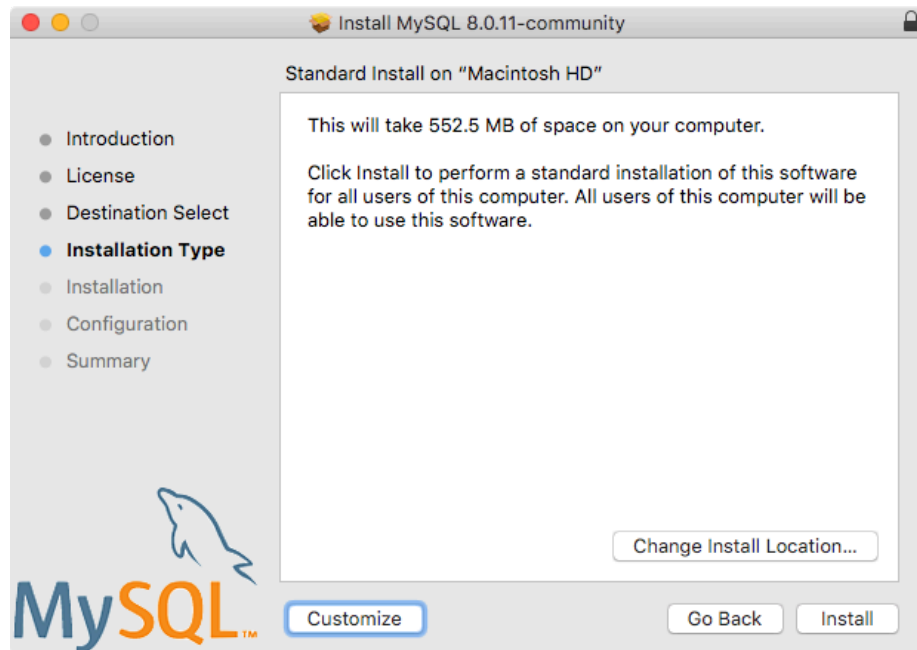 Install MySQL 8.0.11-community
Standard Install on “Macintosh HD”
Introduction
License
Destination Select
Installation Type
Installation
Configuration
Summary
This will take 552.5 MB of space on your computer.
Click Install to perform a standard installation of this software
for all users of this computer. All users of this computer will be
able to use this software.
Change Install Location...
MySQL™
Customize
Go Back
Install